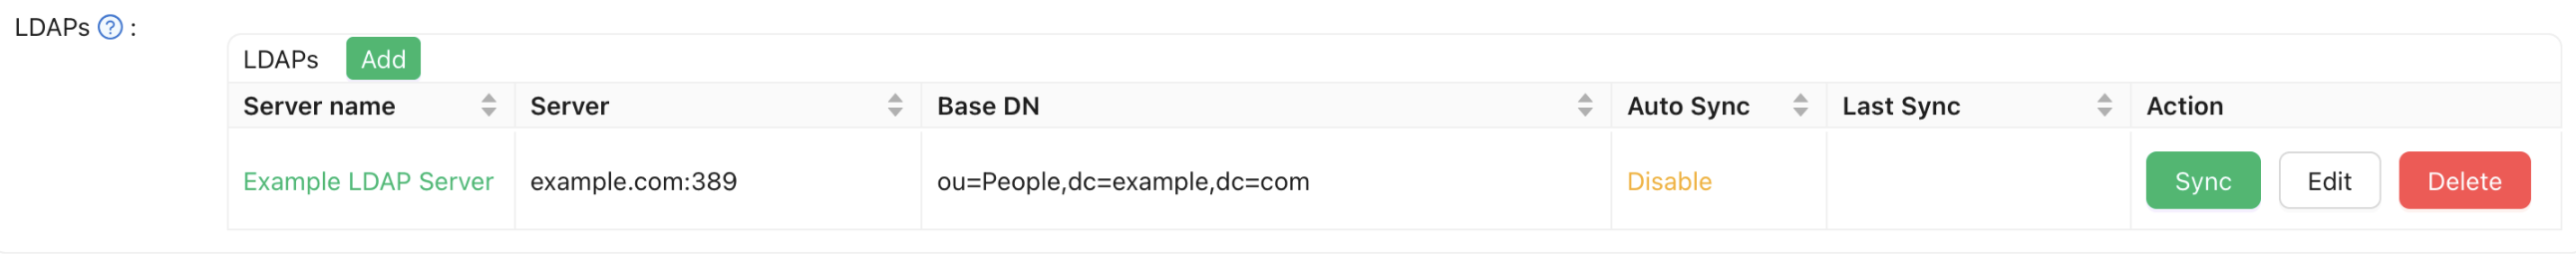 LDAPs ? :
LDAPs Add
Server name Server Base DN Auto Sync Last Sync Action
Example LDAP Server example.com:389 ou=People,dc=example,dc=com Disable Sync Edit Delete